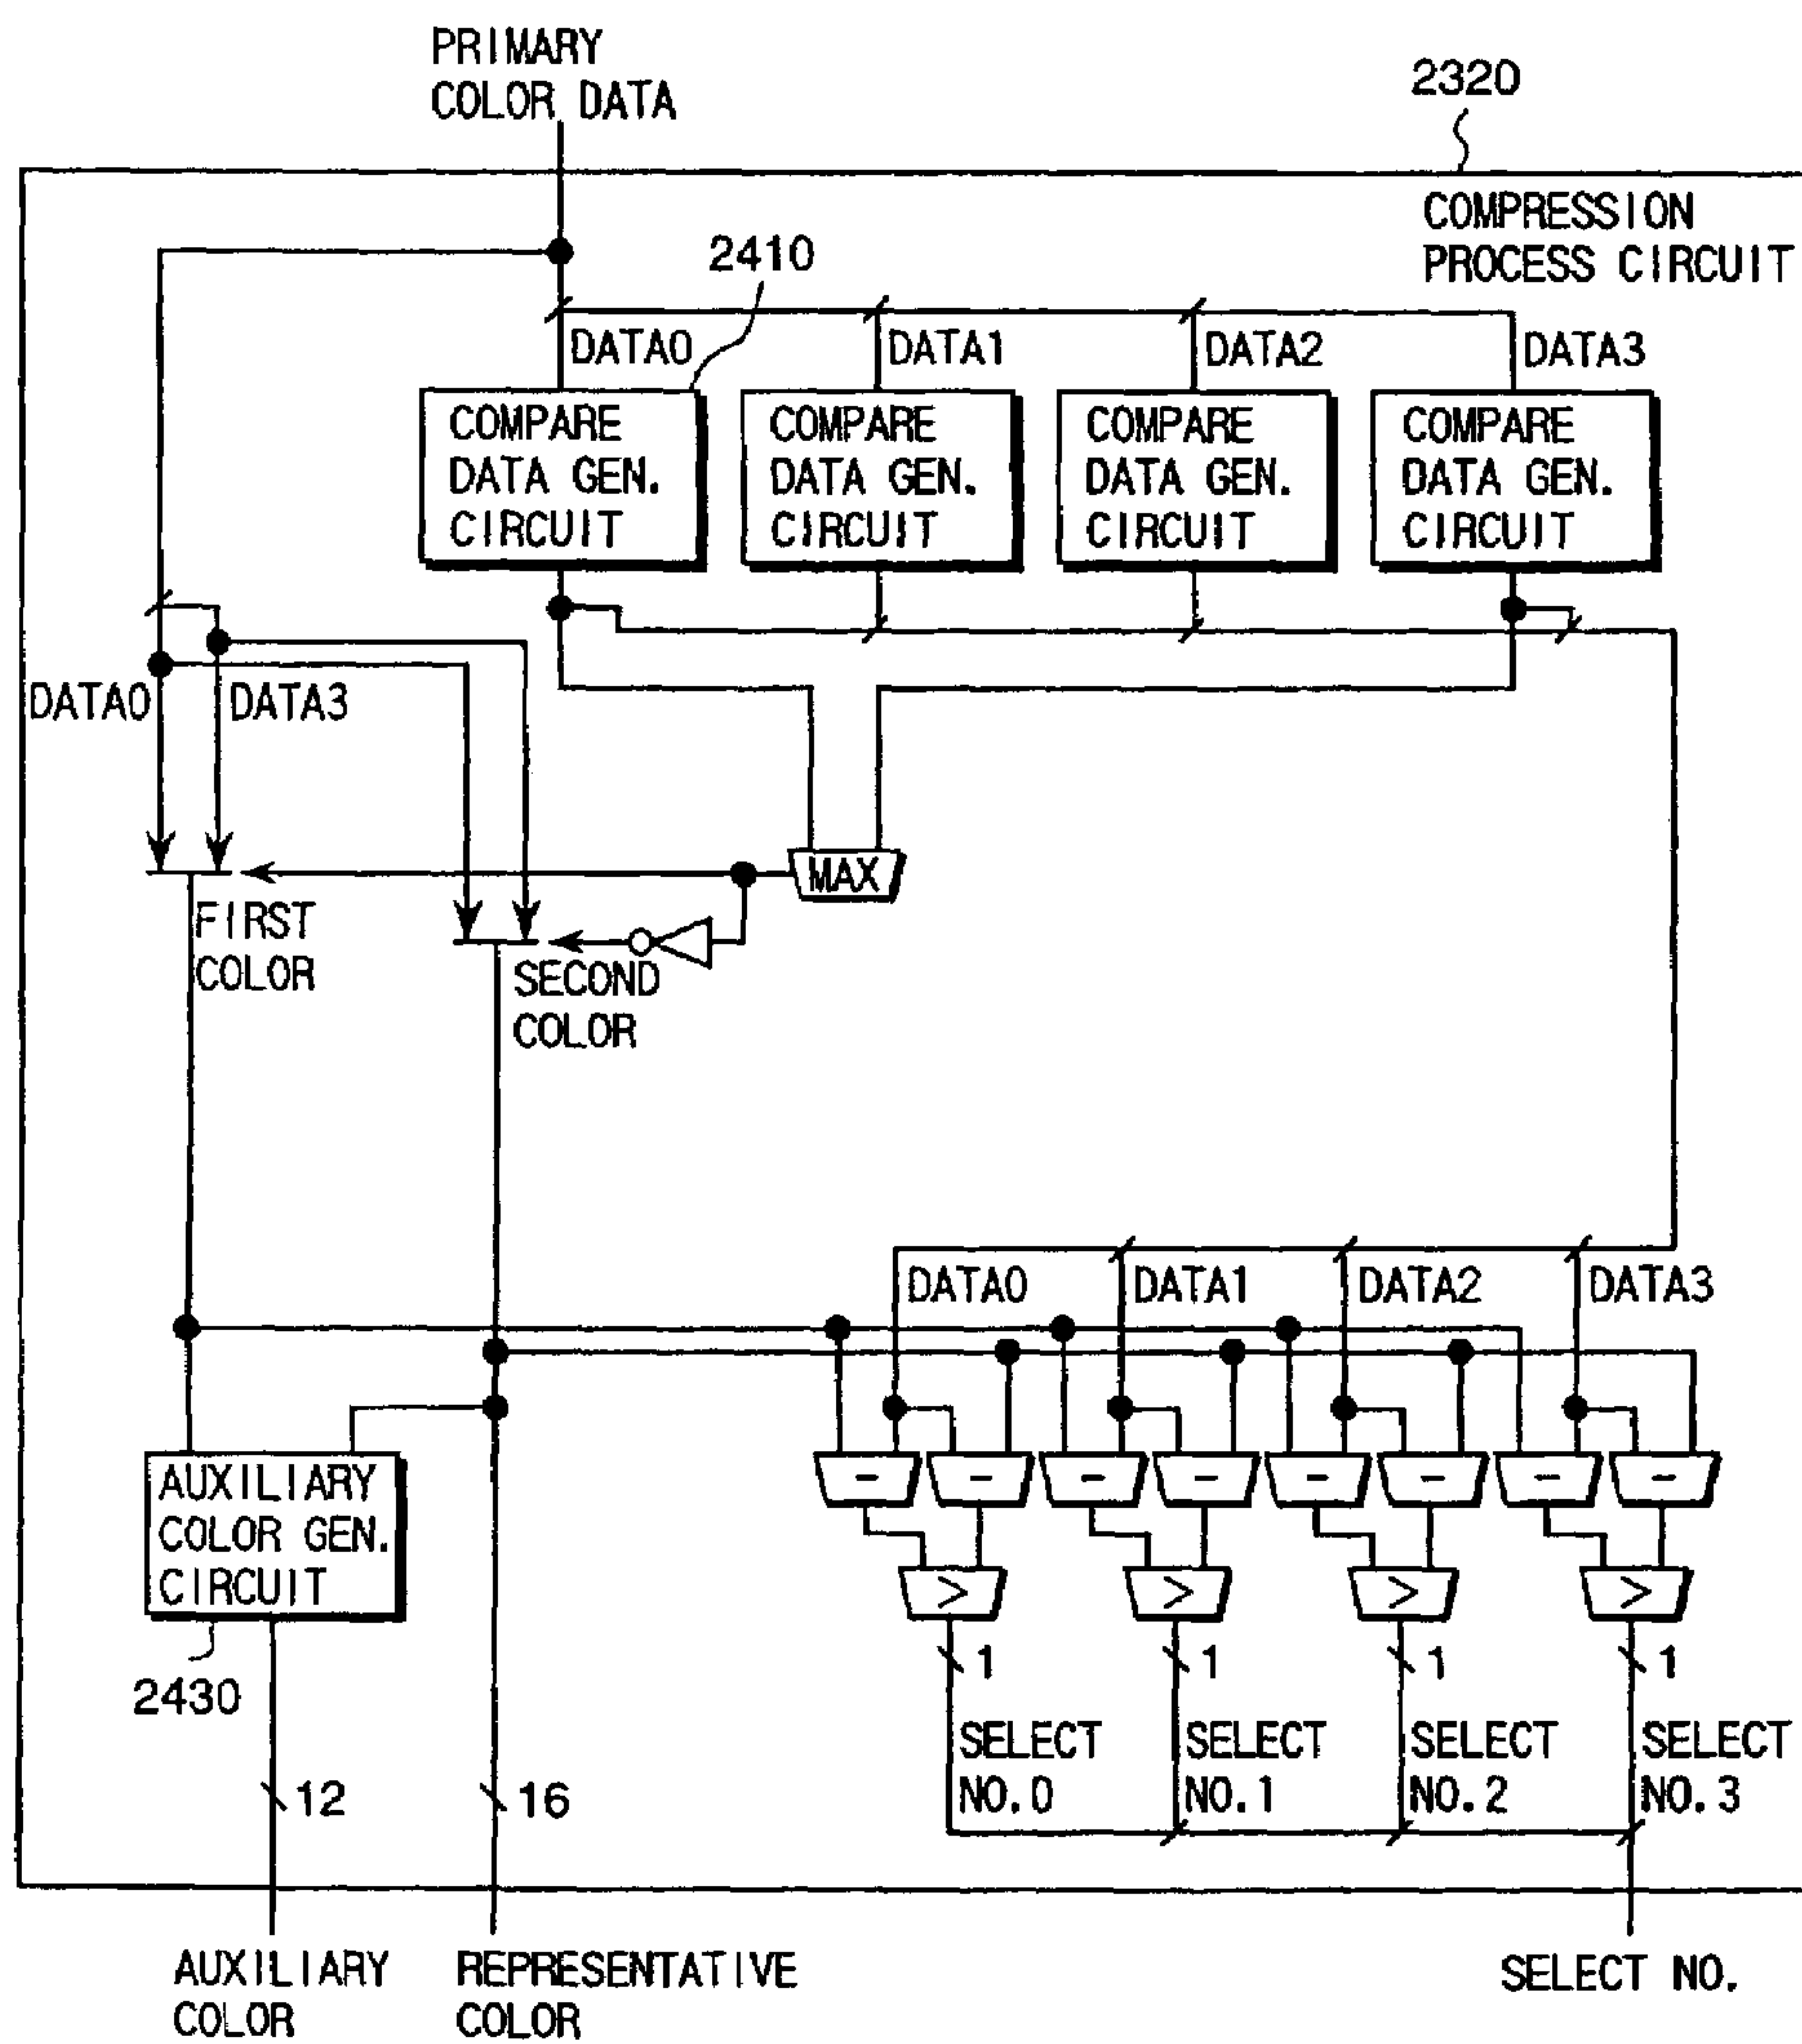 PRIMARY
COLOR DATA
2320
COMPRESSION
PROCESS CIRCUIT
2410
DATA0
DATA1
DATA2
DATA3
COMPARE
DATA GEN.
CIRCUIT
COMPARE
DATA GEN.
CIRCUIT
COMPARE
DATA GEN.
CIRCUIT
COMPARE
DATA GEN.
CIRCUIT
DATA0
DATA3
MAX
FIRST
COLOR
SECOND
COLOR
DATA0
DATA1
DATA2
DATA3
- - - - - - - -
AUXILIARY
COLOR GEN.
CIRCUIT
> > > >
2430
1
1
1
1
SELECT
NO.0
SELECT
NO.1
SELECT
NO.2
SELECT
NO.3
12
16
AUXILIARY
COLOR
REPRESENTATIVE
COLOR
SELECT NO.